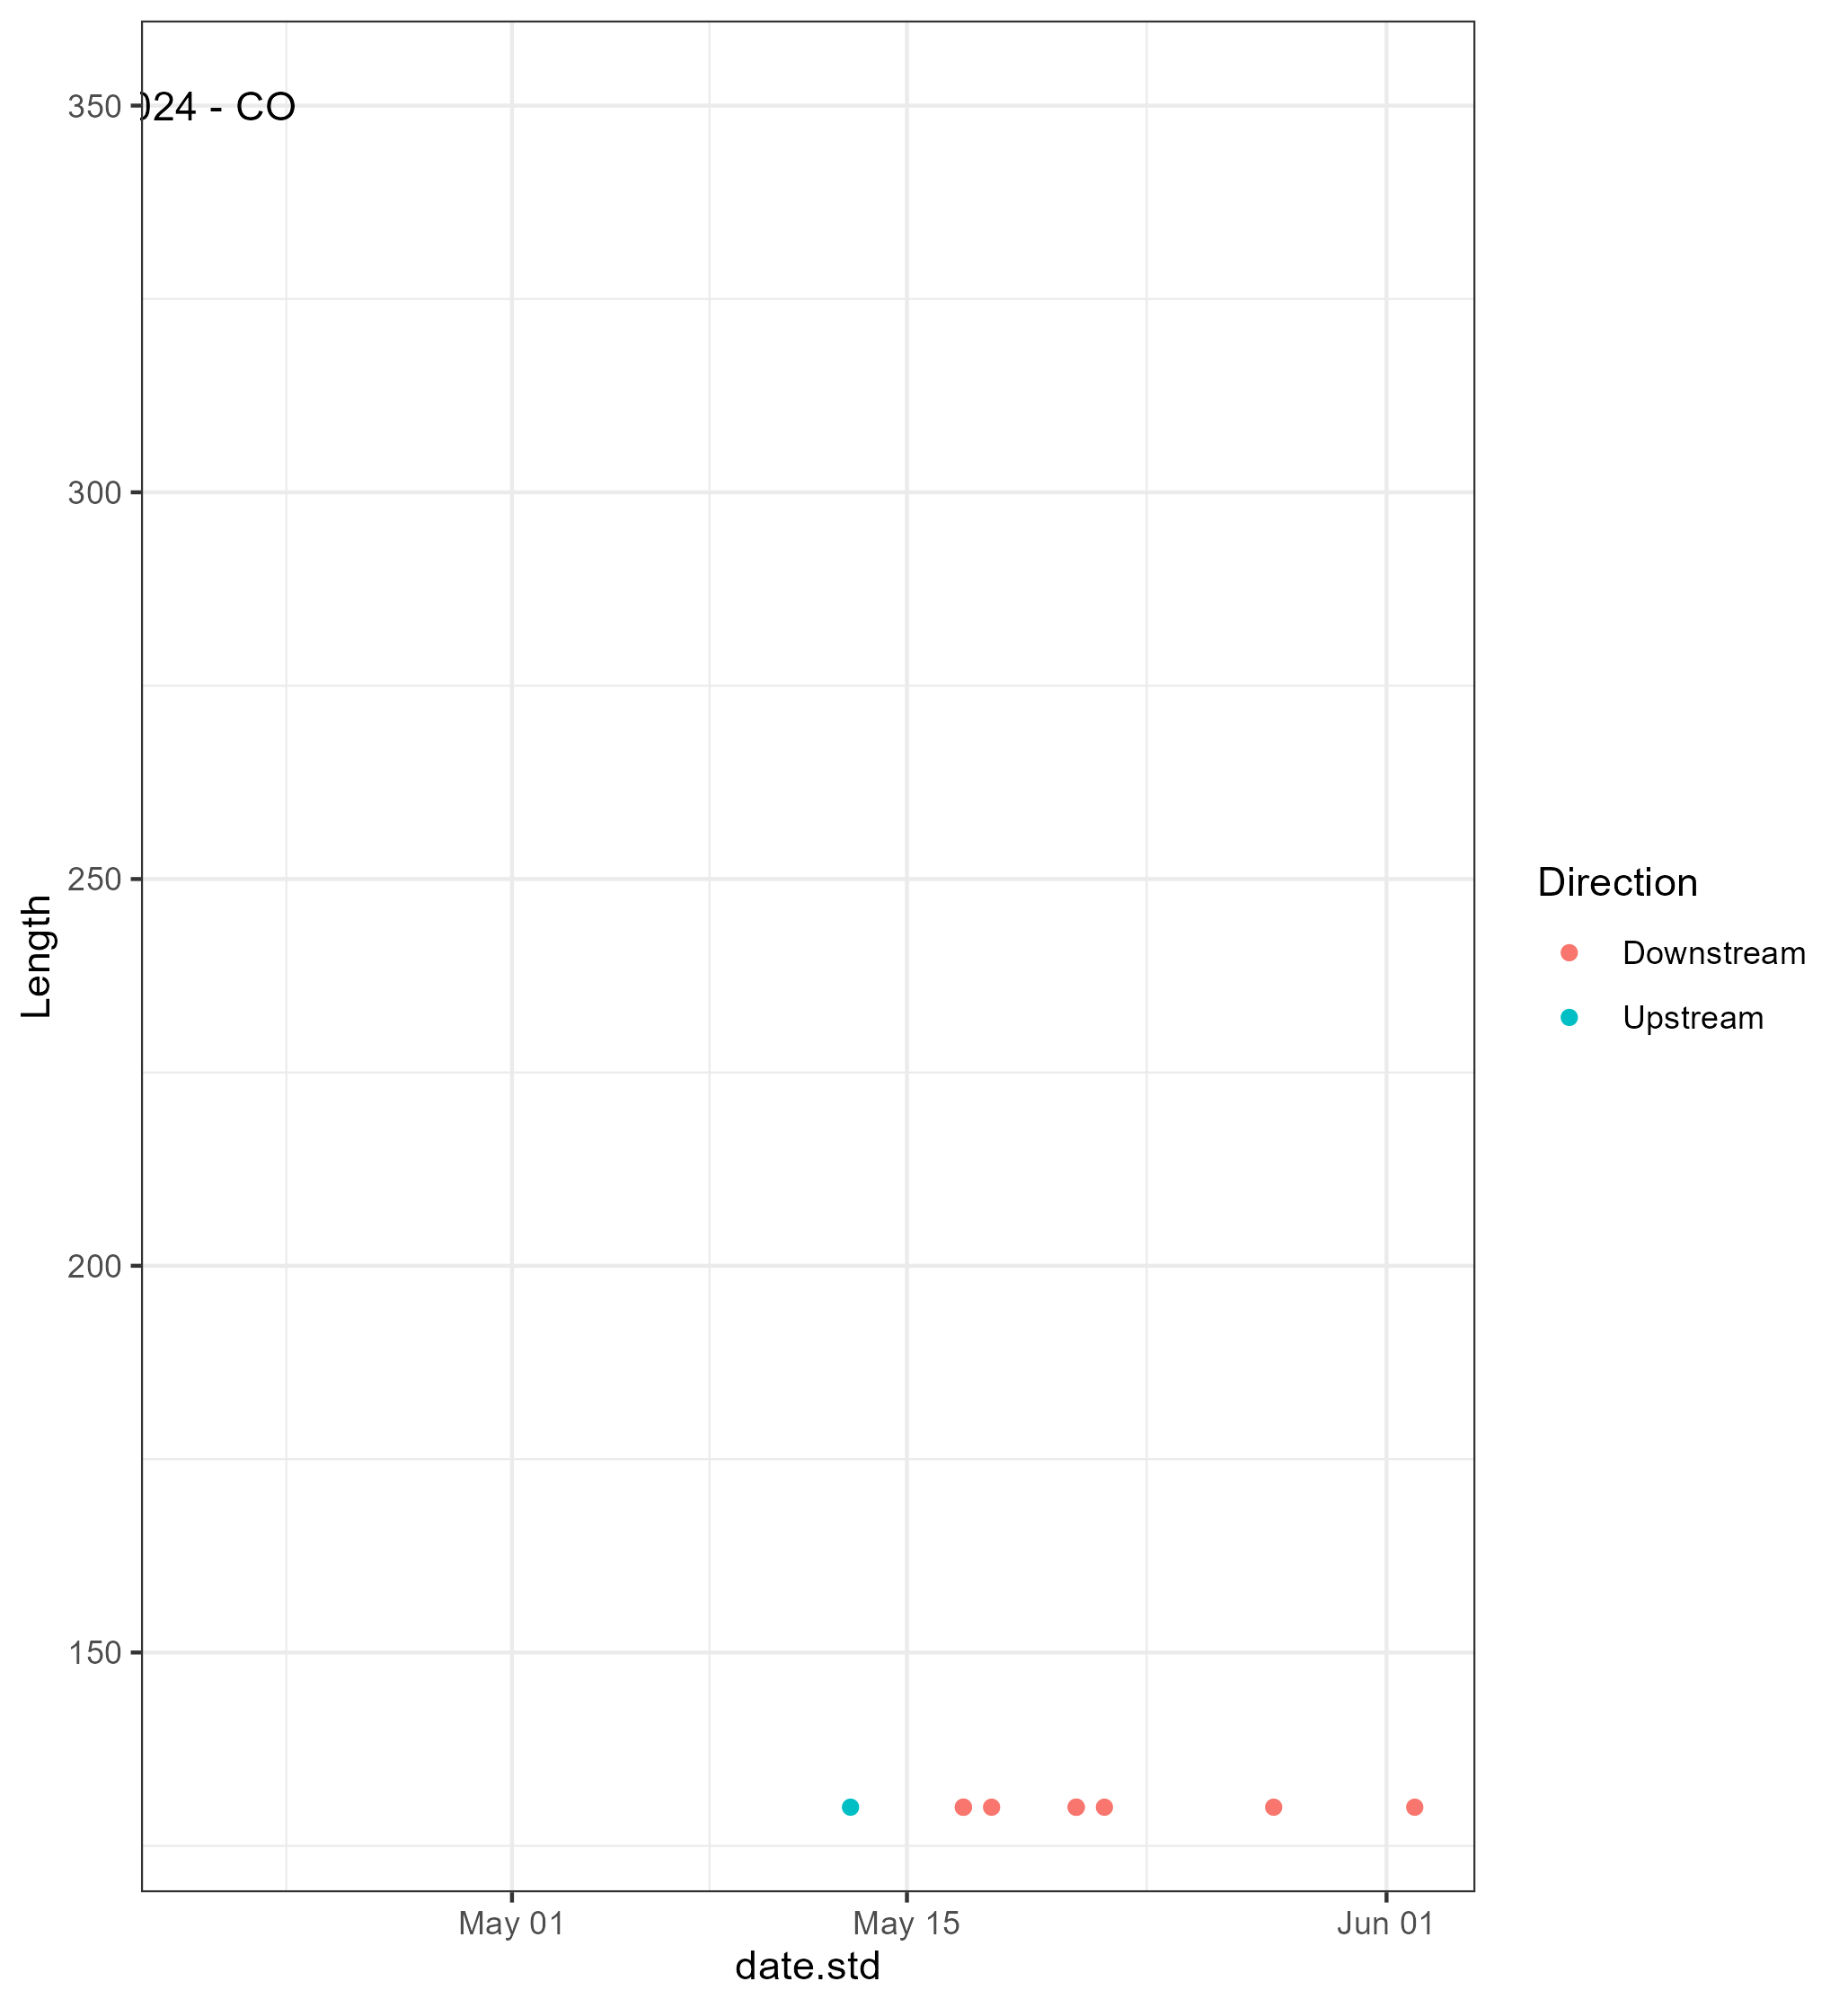 350
024 - CO
300
250
200
150
Length
May 01
May 15
Jun 01
date.std
Direction
Downstream
Upstream